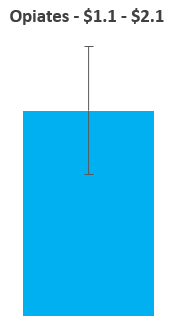 Opiates - $1.1 - $2.1